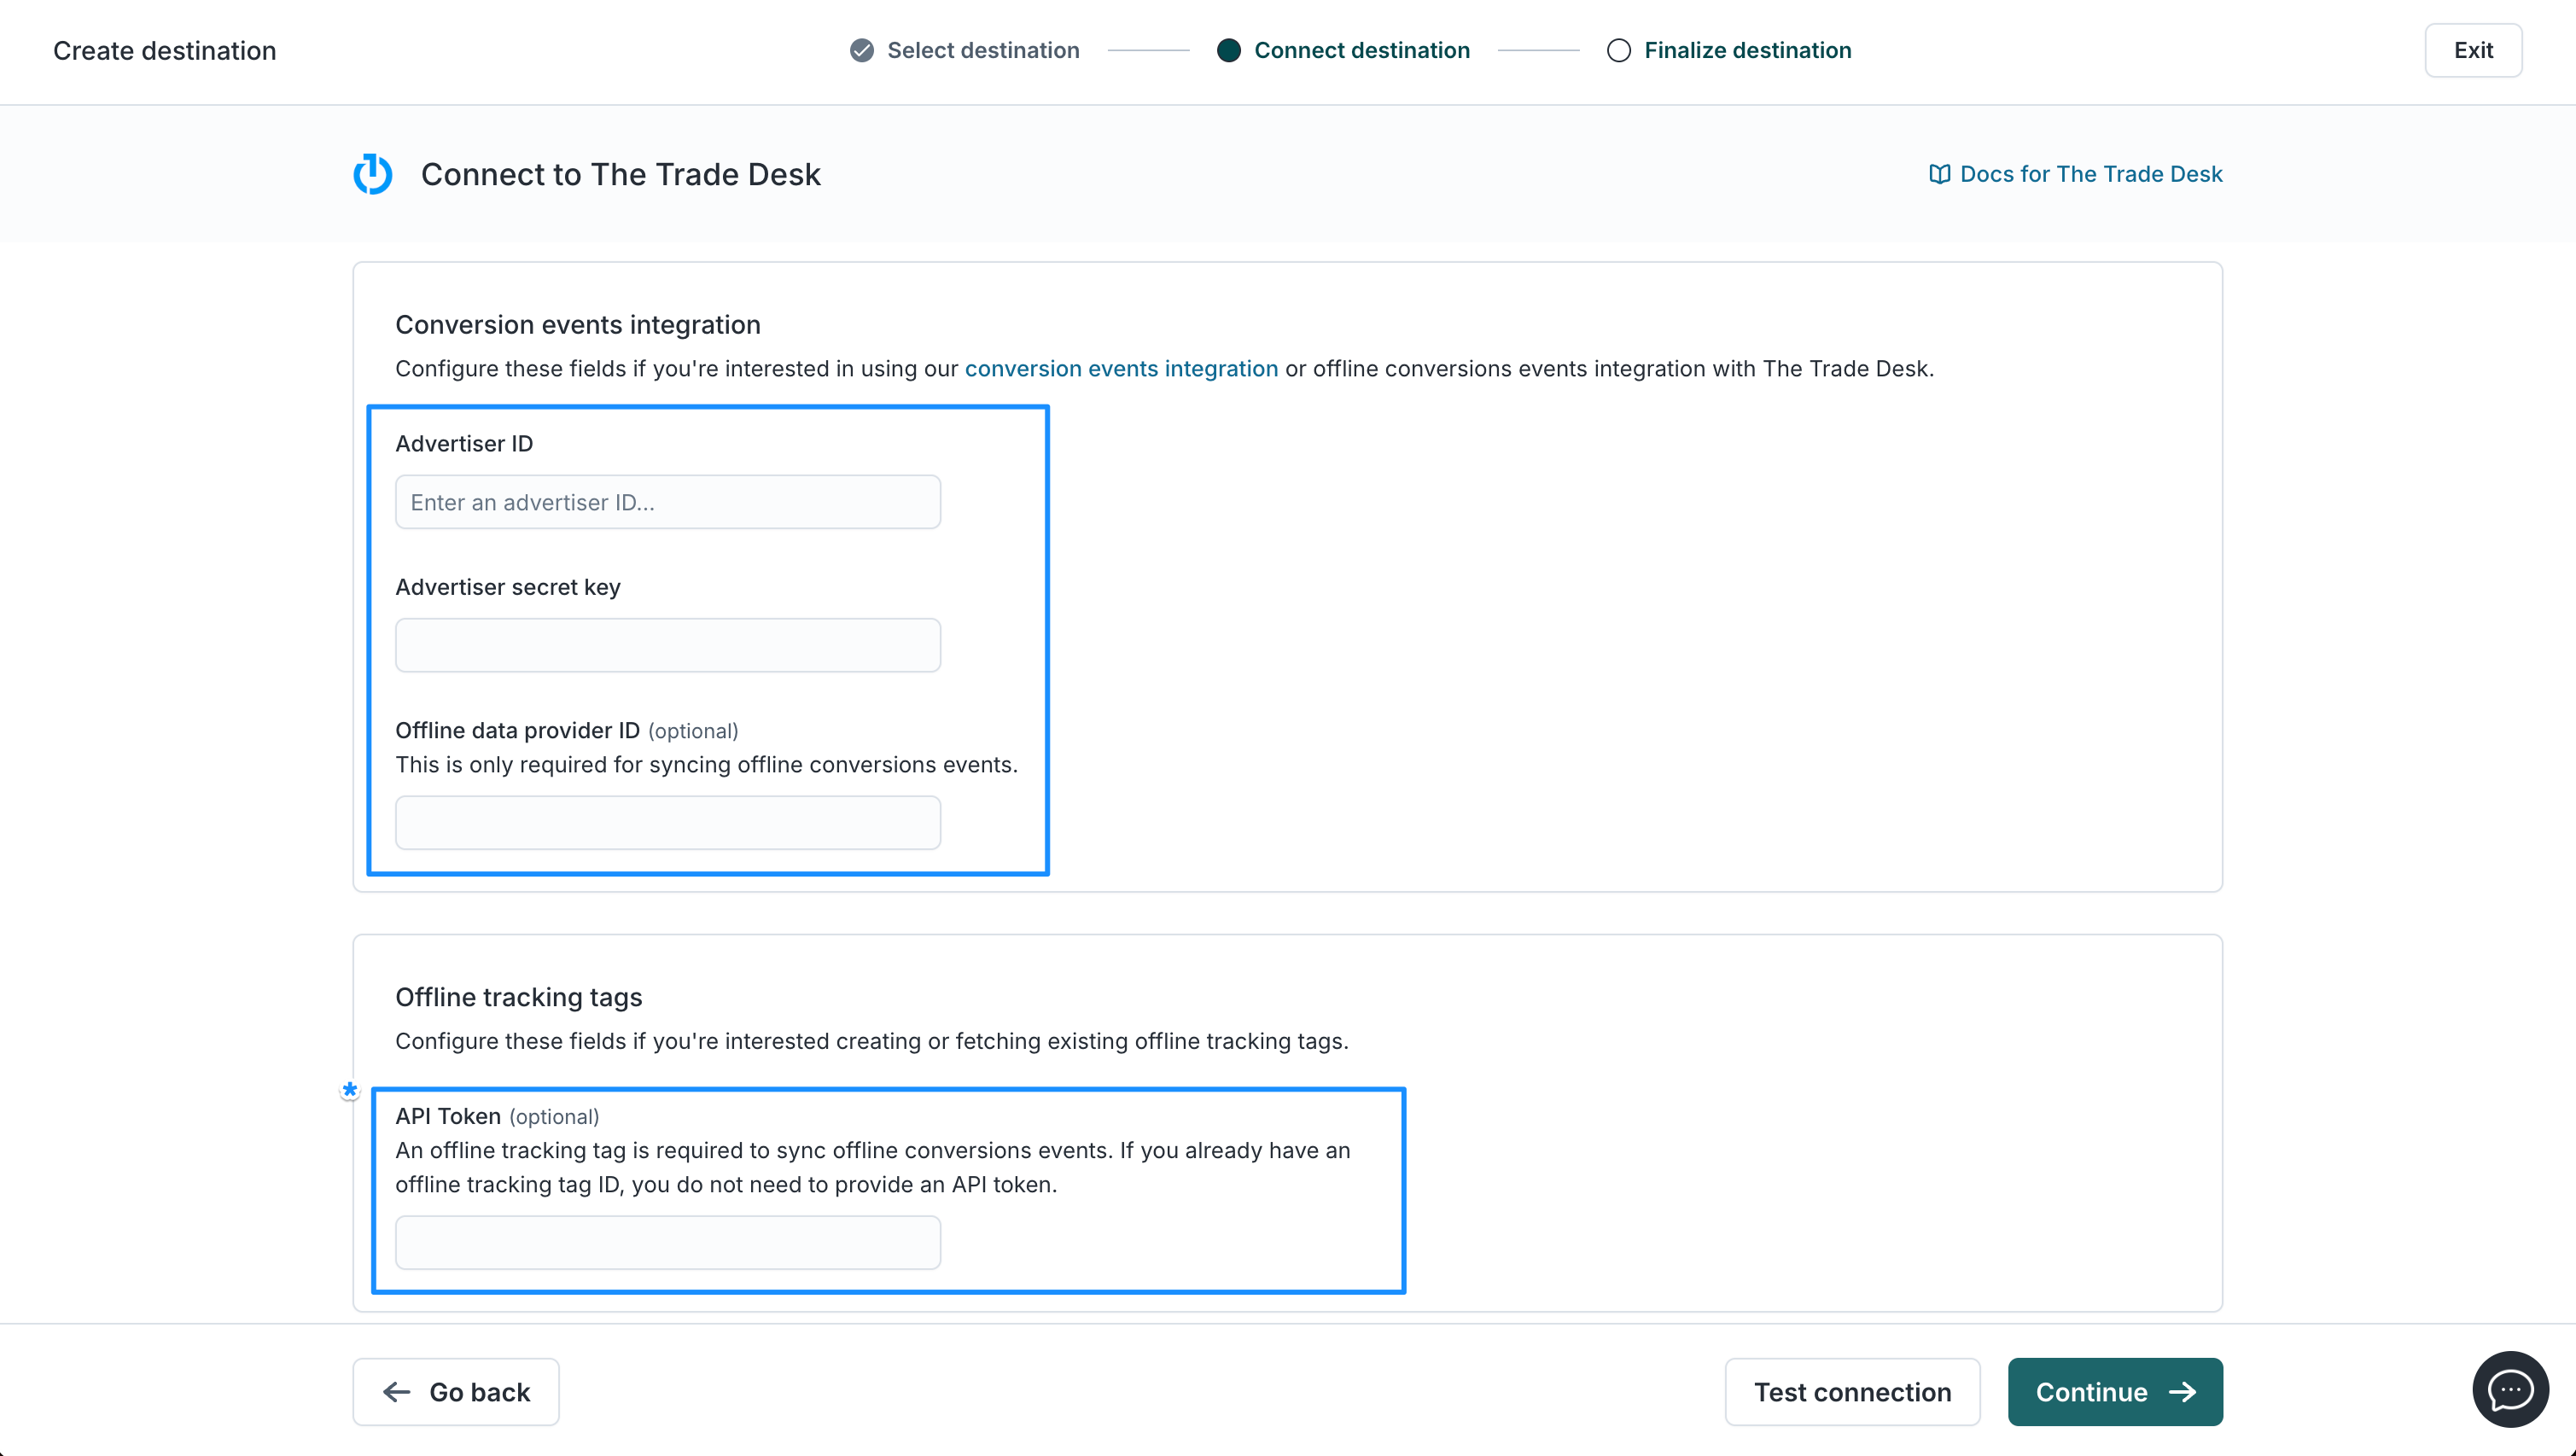 Create destination
Select destination
Connect destination
Finalize destination
Exit
Connect to The Trade Desk
Docs for The Trade Desk
Conversion events integration
Configure these fields if you're interested in using our conversion events integration or offline conversions events integration with The Trade Desk.
Advertiser ID
Enter an advertiser ID...
Advertiser secret key
Offline data provider ID (optional)
This is only required for syncing offline conversions events.
Offline tracking tags
Configure these fields if you're interested creating or fetching existing offline tracking tags.
*
API Token (optional)
An offline tracking tag is required to sync offline conversions events. If you already have an
offline tracking tag ID, you do not need to provide an API token.
Go back
Test connection
Continue